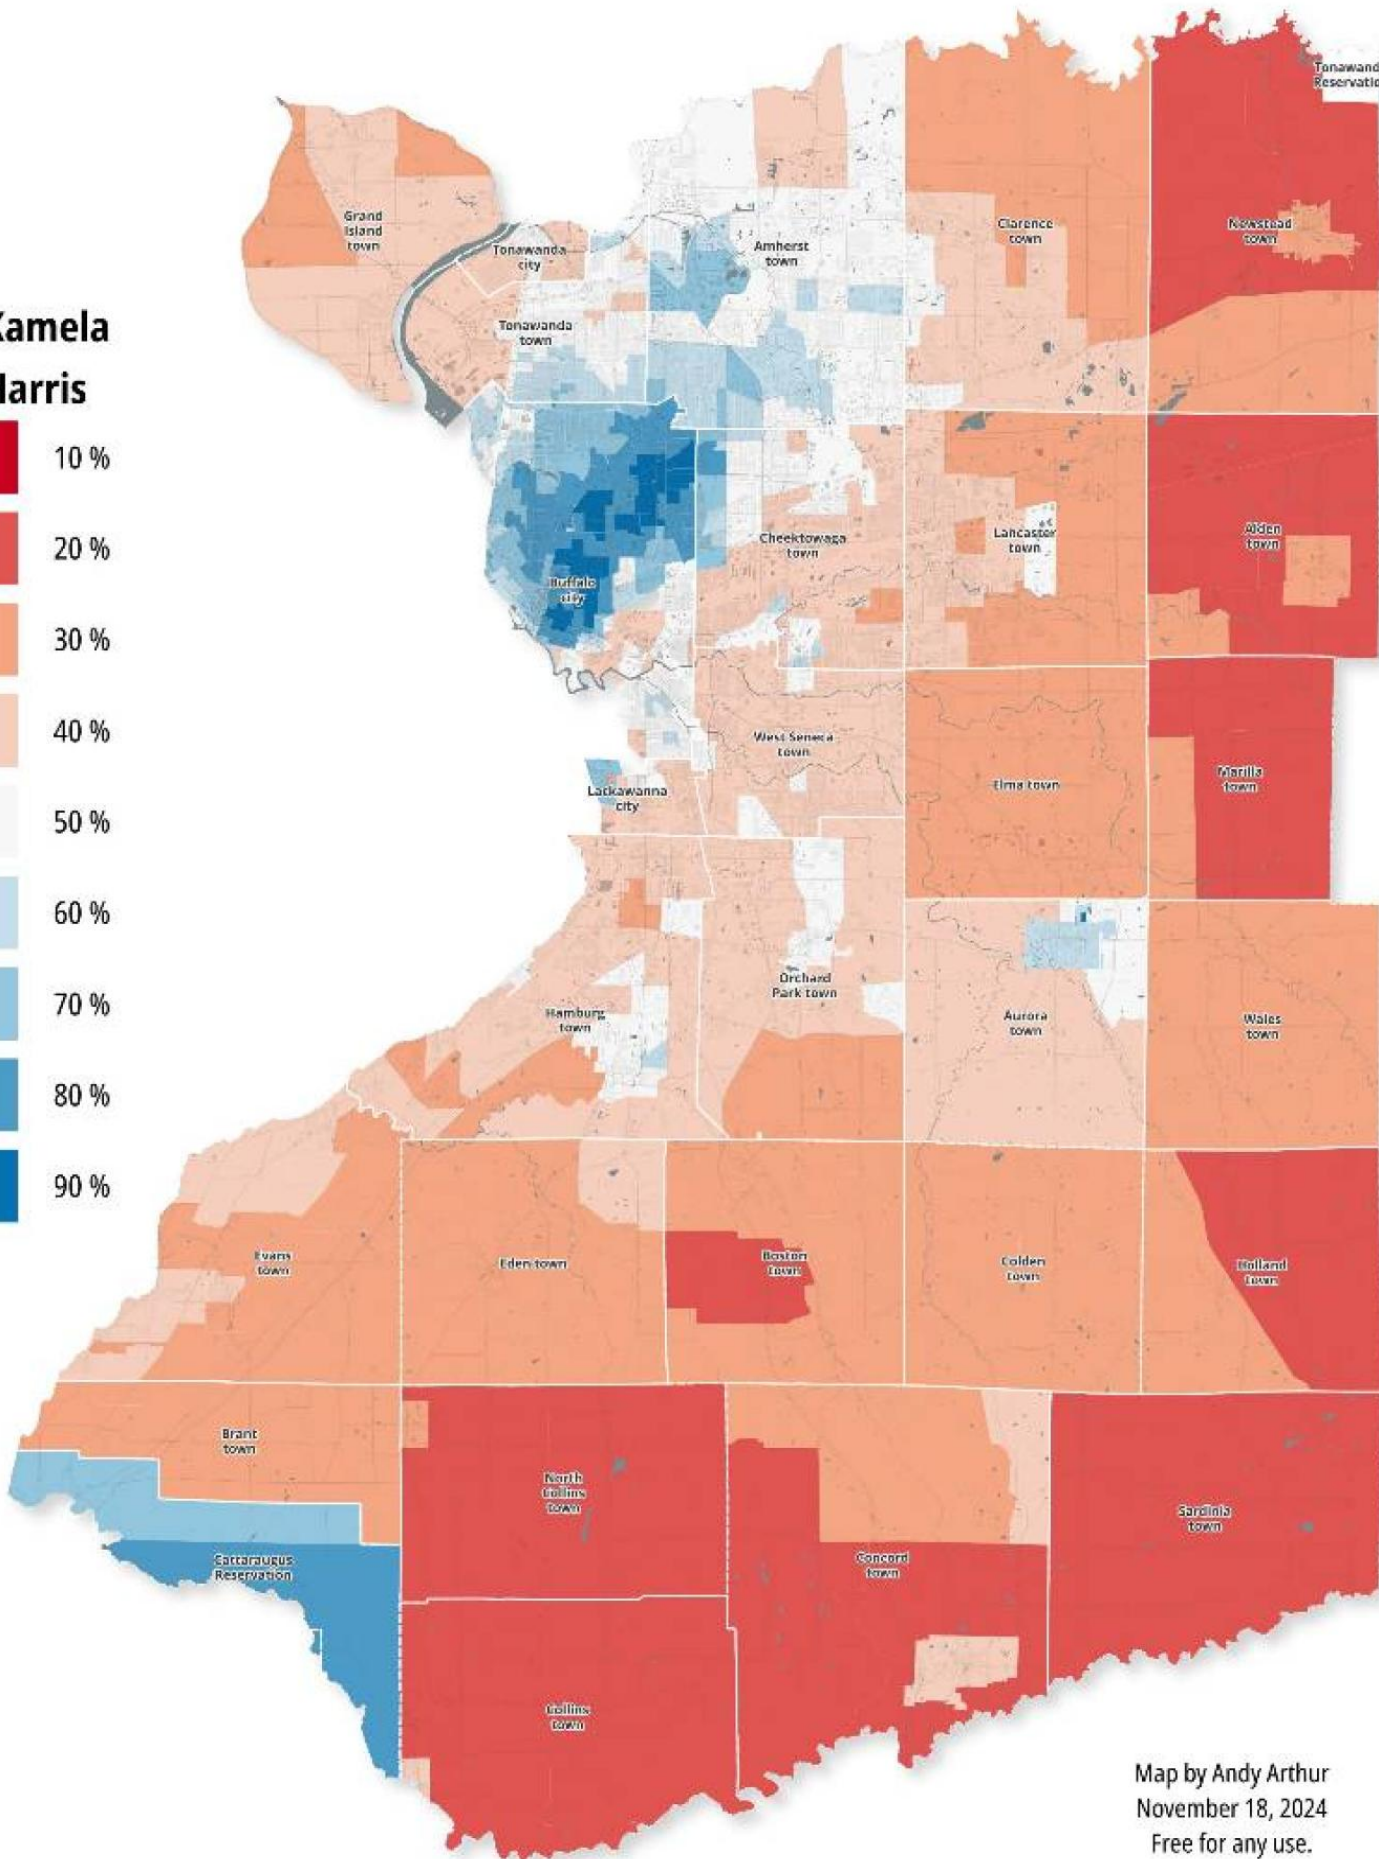 Kamela
Harris
10 %
20 %
30 %
40 %
50 %
60 %
70 %
80 %
90 %
Tonawand
Reservatio
Grand
Island
town
Tonawanda
city
Amherst
town
Clarence
town
Newstead
town
Tonawanda
town
Cheektowaga
town
Lancaster
town
Alden
town
Buffalo
city
West Seneca
town
Elma town
Marilla
town
Lackawanna
city
Orchard
Park town
Hamburg
town
Aurora
town
Wales
town
Evans
town
Eden town
Boston
town
Colden
town
Holland
town
Brant
town
North
Collins
town
Sardinia
town
Cattaraugus
Reservation
Concord
town
Collins
town
Map by Andy Arthur
November 18, 2024
Free for any use.